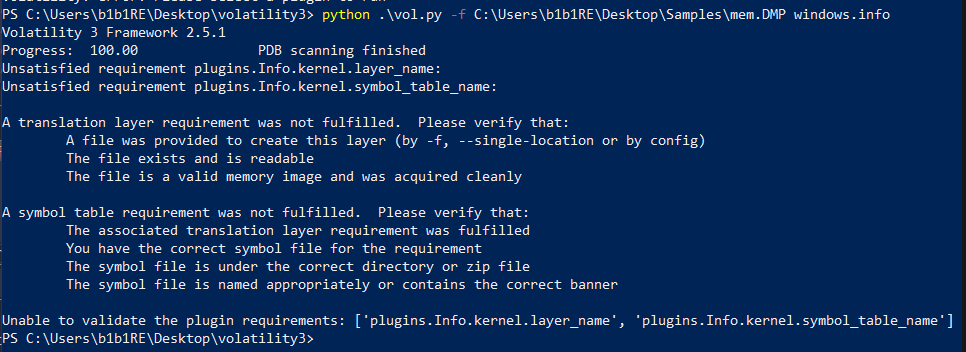 PS C:\Users\b1b1RE\Desktop\volatility3> python .\vol.py -f C:\Users\b1b1RE\Desktop\Samples\mem.DMP windows.info
Volatility 3 Framework 2.5.1
Progress:  100.00               PDB scanning finished
Unsatisfied requirement plugins.Info.kernel.layer_name:
Unsatisfied requirement plugins.Info.kernel.symbol_table_name:

A translation layer requirement was not fulfilled.  Please verify that:
        A file was provided to create this layer (by -f, --single-location or by config)
        The file exists and is readable
        The file is a valid memory image and was acquired cleanly

A symbol table requirement was not fulfilled.  Please verify that:
        The associated translation layer requirement was fulfilled
        You have the correct symbol file for the requirement
        The symbol file is under the correct directory or zip file
        The symbol file is named appropriately or contains the correct banner

Unable to validate the plugin requirements: ['plugins.Info.kernel.layer_name', 'plugins.Info.kernel.symbol_table_name']
PS C:\Users\b1b1RE\Desktop\volatility3>